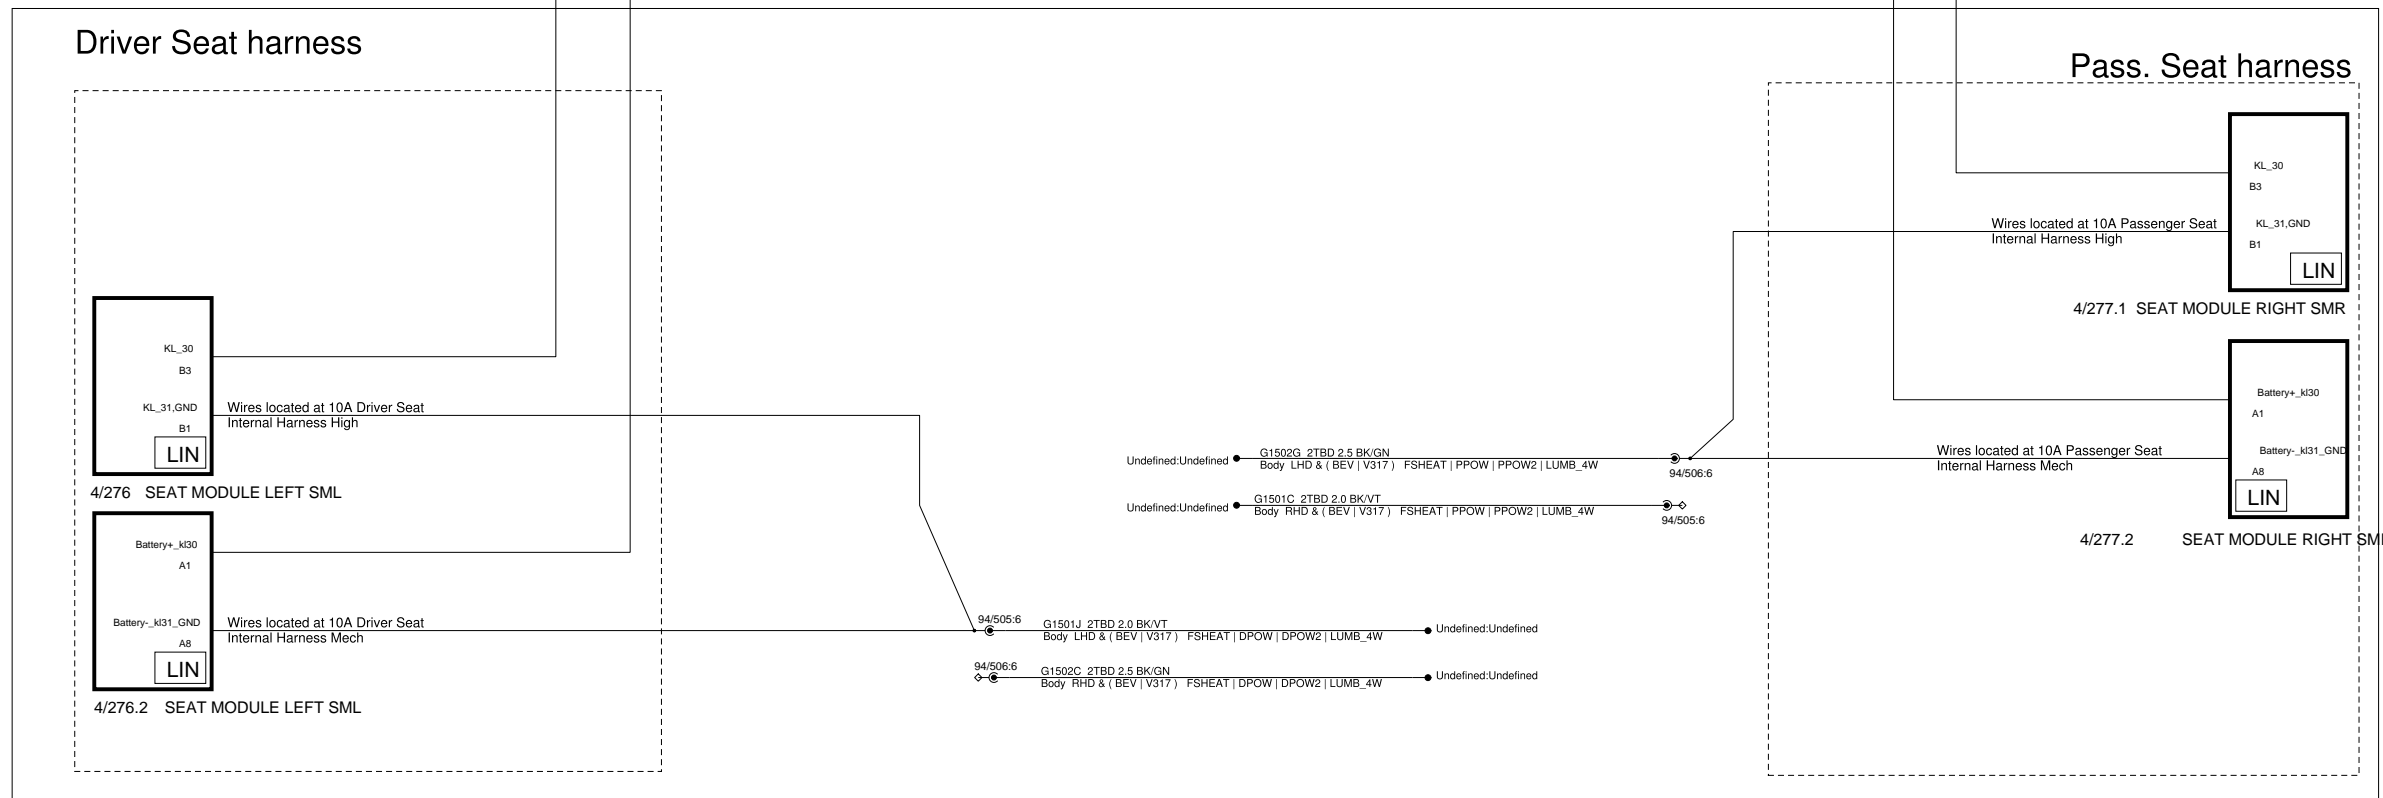 Driver Seat harness
Pass. Seat harness
KL_30
B3
KL_31,GND
B1
LIN
Wires located at 10A Passenger Seat
Internal Harness High
4/277.1 SEAT MODULE RIGHT SMR
KL_30
B3
KL_31,GND
B1
LIN
Wires located at 10A Driver Seat
Internal Harness High
4/276 SEAT MODULE LEFT SML
Battery+_kl30
A1
Battery-_kl31_GND
A8
LIN
Wires located at 10A Passenger Seat
Internal Harness Mech
4/277.2 SEAT MODULE RIGHT
Undefined:Undefined
G1502G 2TBD 2.5 BK/GN
Body LHD & ( BEV | V317 ) FSHEAT | PPOW | PPOW2 | LUMB_4W
94/506:6
Undefined:Undefined
G1501C 2TBD 2.0 BK/VT
Body RHD & ( BEV | V317 ) FSHEAT | PPOW | PPOW2 | LUMB_4W
94/505:6
Battery+_kl30
A1
Battery-_kl31_GND
A8
LIN
Wires located at 10A Driver Seat
Internal Harness Mech
4/276.2 SEAT MODULE LEFT SML
94/505:6
G1501J 2TBD 2.0 BK/VT
Body LHD & ( BEV | V317 ) FSHEAT | DPOW | DPOW2 | LUMB_4W
Undefined:Undefined
94/506:6
G1502C 2TBD 2.5 BK/GN
Body RHD & ( BEV | V317 ) FSHEAT | DPOW | DPOW2 | LUMB_4W
Undefined:Undefined